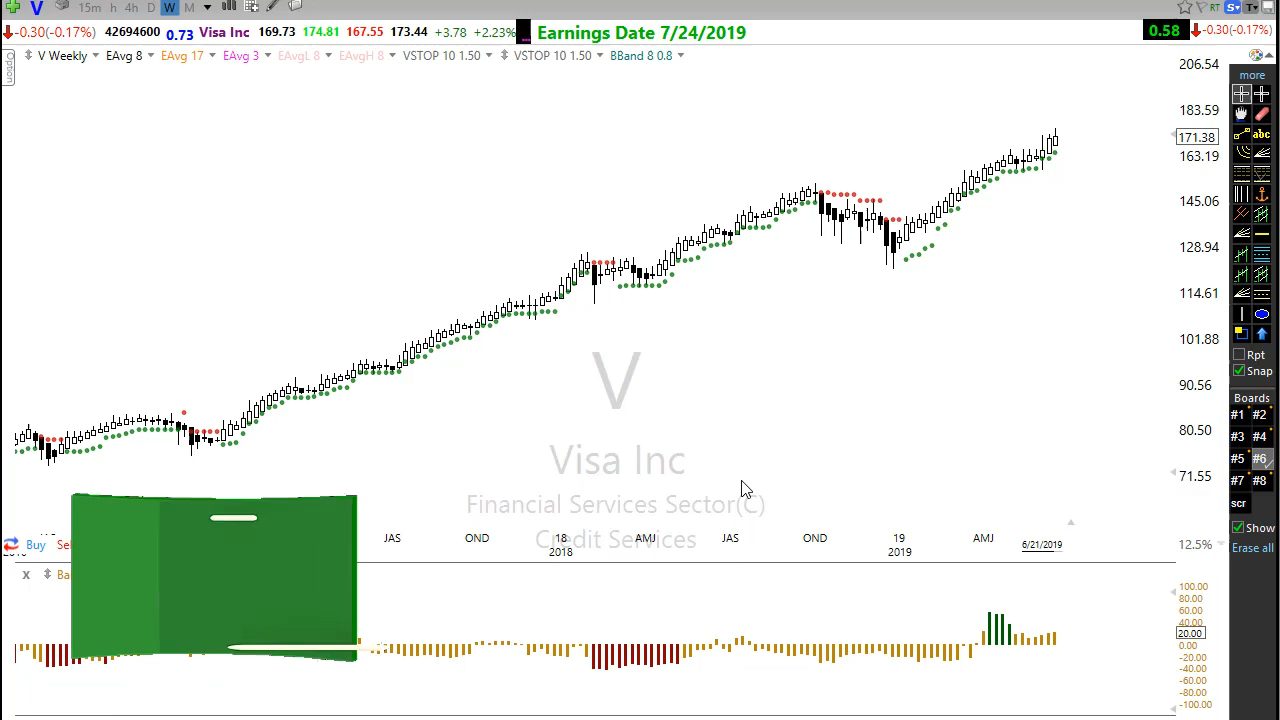 V 15m h 4h D W M RT S T
-0.30(-0.17%) 42694600 0.73 Visa Inc 169.73 174.81 167.55 173.44 +3.78 +2.23% Earnings Date 7/24/2019 0.58 -0.30(-0.17%)
Option
V Weekly EAvg 8 EAvg 17 EAvg 3 EAvgL 8 EAvgH 8 VSTOP 10 1.50 VSTOP 10 1.50 BBand 8 0.8
206.54
183.59
171.38
163.19
145.06
128.94
114.61
101.88
90.56
80.50
71.55
12.5%
V
Visa Inc
Financial Services Sector(C)
Credit Services
Buy
JAS OND 18 AMJ JAS OND 19 AMJ 6/21/2019
2018 2019
X Ba
100.00
80.00
60.00
40.00
20.00
0.00
-20.00
-40.00
-60.00
-80.00
-100.00
more
abc
Rpt
Snap
Boards
#1 #2
#3 #4
#5 #6
#7 #8
scr
Show
Erase all